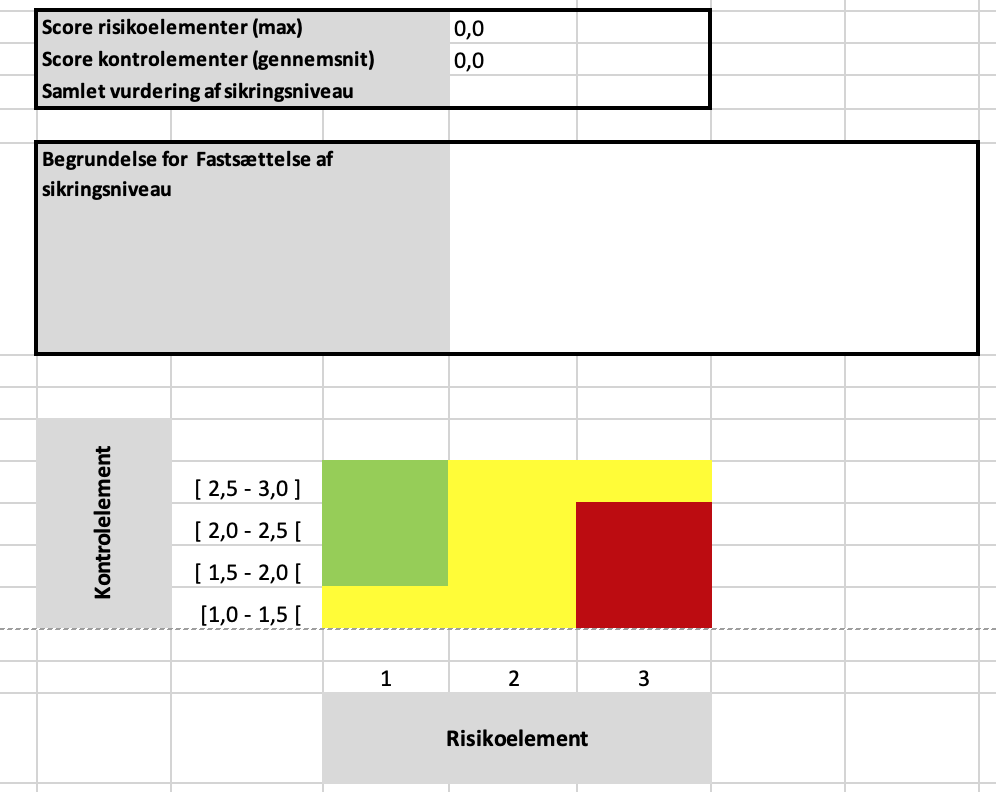 Score risikoelementer (max) 0,0
Score kontrolementer (gennemsnit) 0,0
Samlet vurdering af sikringsniveau
Begrundelse for Fastsættelse af
sikringsniveau
Kontrolelement
[ 2,5 - 3,0 ]
[ 2,0 - 2,5 [
[ 1,5 - 2,0 [
[1,0 - 1,5 [
1 2 3
Risikoelement